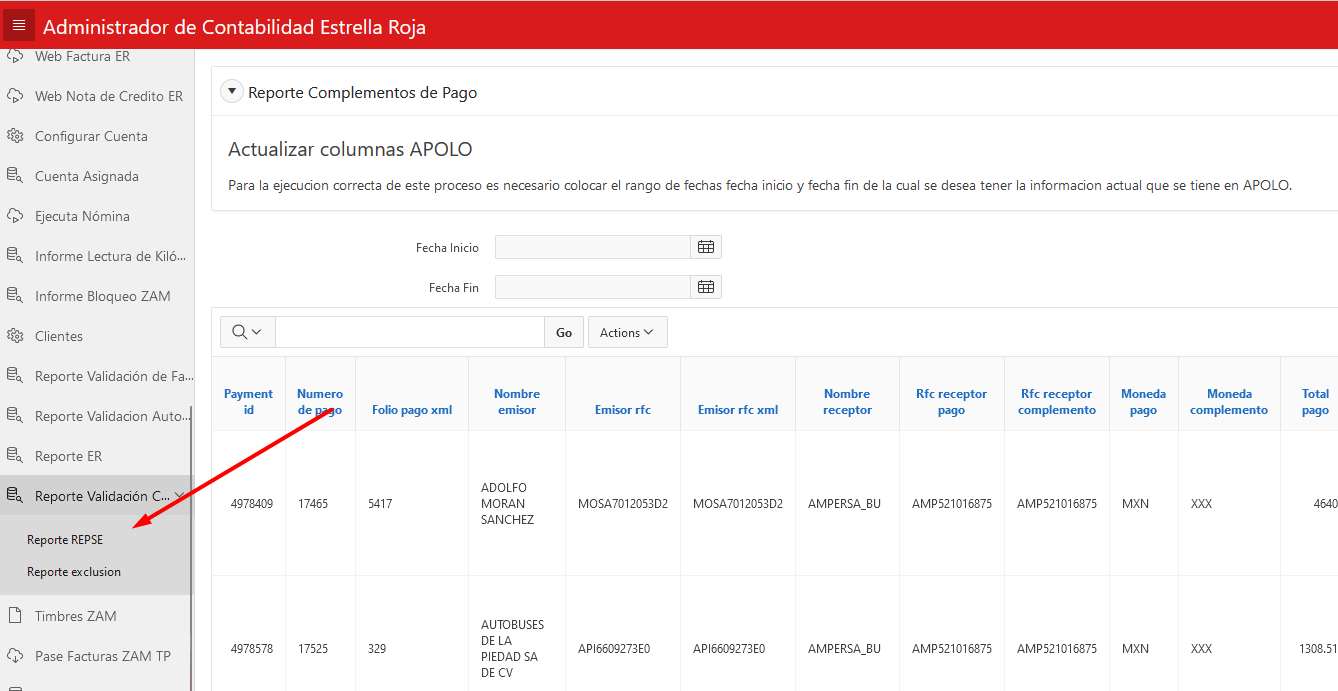 Administrador de Contabilidad Estrella Roja
Web Factura ER
Web Nota de Credito ER
Configurar Cuenta
Cuenta Asignada
Ejecuta Nómina
Informe Lectura de Kiló...
Informe Bloqueo ZAM
Clientes
Reporte Validación de Fa...
Reporte Validacion Auto...
Reporte ER
Reporte Validación C...
Reporte REPSE
Reporte exclusion
Timbres ZAM
Pase Facturas ZAM TP
Reporte Complementos de Pago
Actualizar columnas APOLO
Para la ejecucion correcta de este proceso es necesario colocar el rango de fechas fecha inicio y fecha fin de la cual se desea tener la informacion actual que se tiene en APOLO.
Fecha Inicio
Fecha Fin
Go Actions
Payment id Numero de pago Folio pago xml Nombre emisor Emisor rfc Emisor rfc xml Nombre receptor Rfc receptor pago Rfc receptor complemento Moneda pago Moneda complemento Total pago
4978409 17465 5417 ADOLFO MORAN SANCHEZ MOSA7012053D2 MOSA7012053D2 AMPERSA_BU AMP521016875 AMP521016875 MXN XXX 4640
4978578 17525 329 AUTOBUSES DE LA PIEDAD SA DE CV API6609273E0 API6609273E0 AMPERSA_BU AMP521016875 AMP521016875 MXN XXX 1308.51